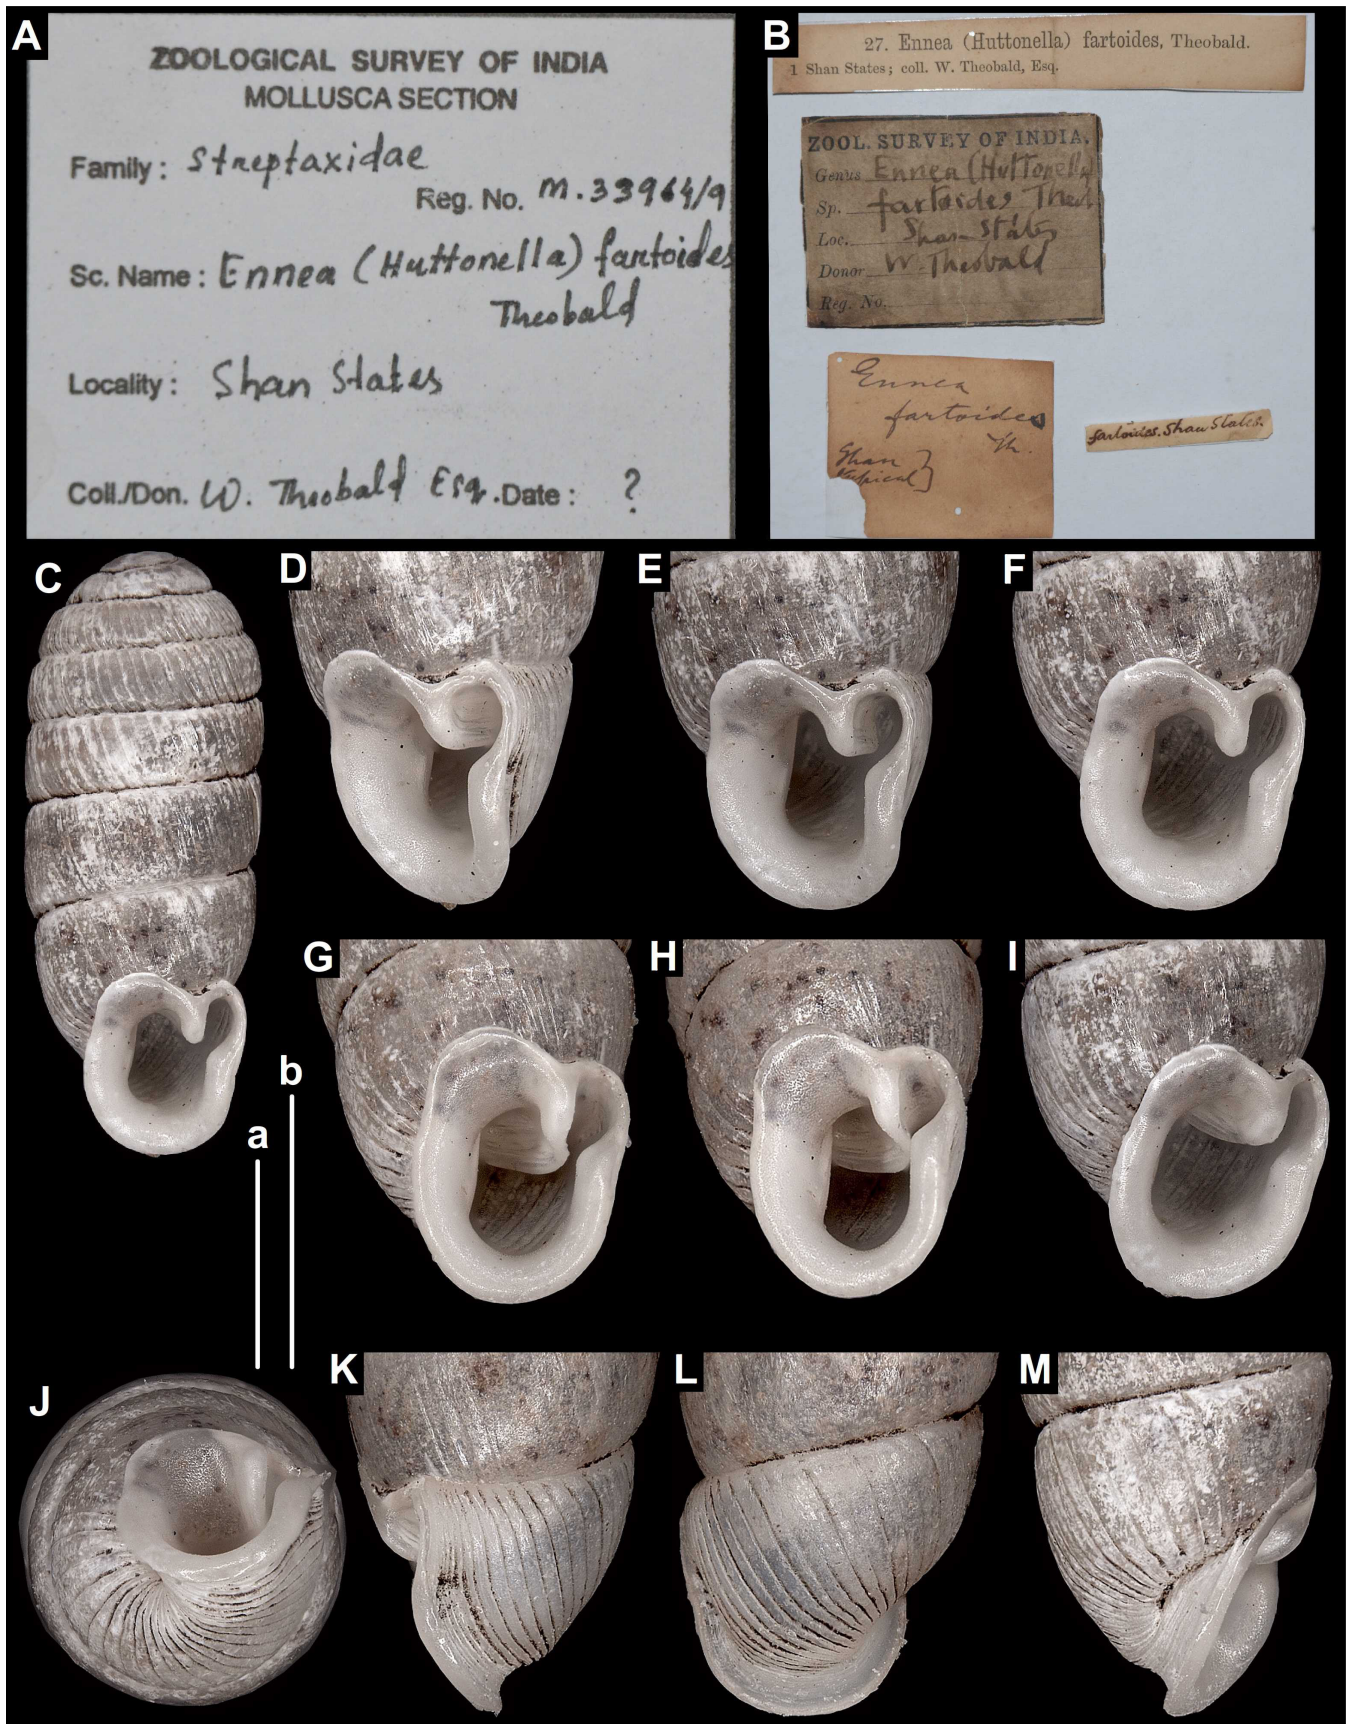 A
ZOOLOGICAL SURVEY OF INDIA
MOLLUSCA SECTION
Family : Streptaxidae
Reg. No. M.33964/9
Sc. Name : Ennea (Huttonella) fartoides
Theobald
Locality : Shan States
Coll./Don. W. Theobald Esq. Date : ?
B
27. Ennea (Huttonella) fartoides, Theobald.
1 Shan States; coll. W. Theobald, Esq.
ZOOL. SURVEY OF INDIA.
Genus Ennea (Huttonella)
Sp. fartoides Theob.
Loc. Shan States
Donor W. Theobald
Reg. No.
Ennea
fartoides
Th.
Shan
typical
fartoides. Shan States.
C
D
E
F
G
H
I
b
a
J
K
L
M